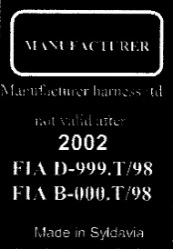 MANUFACTURER
Manufacturer harness ltd
not valid after
2002
FIA D-999.T/98
FIA B-000.T/98
Made in Syldavia